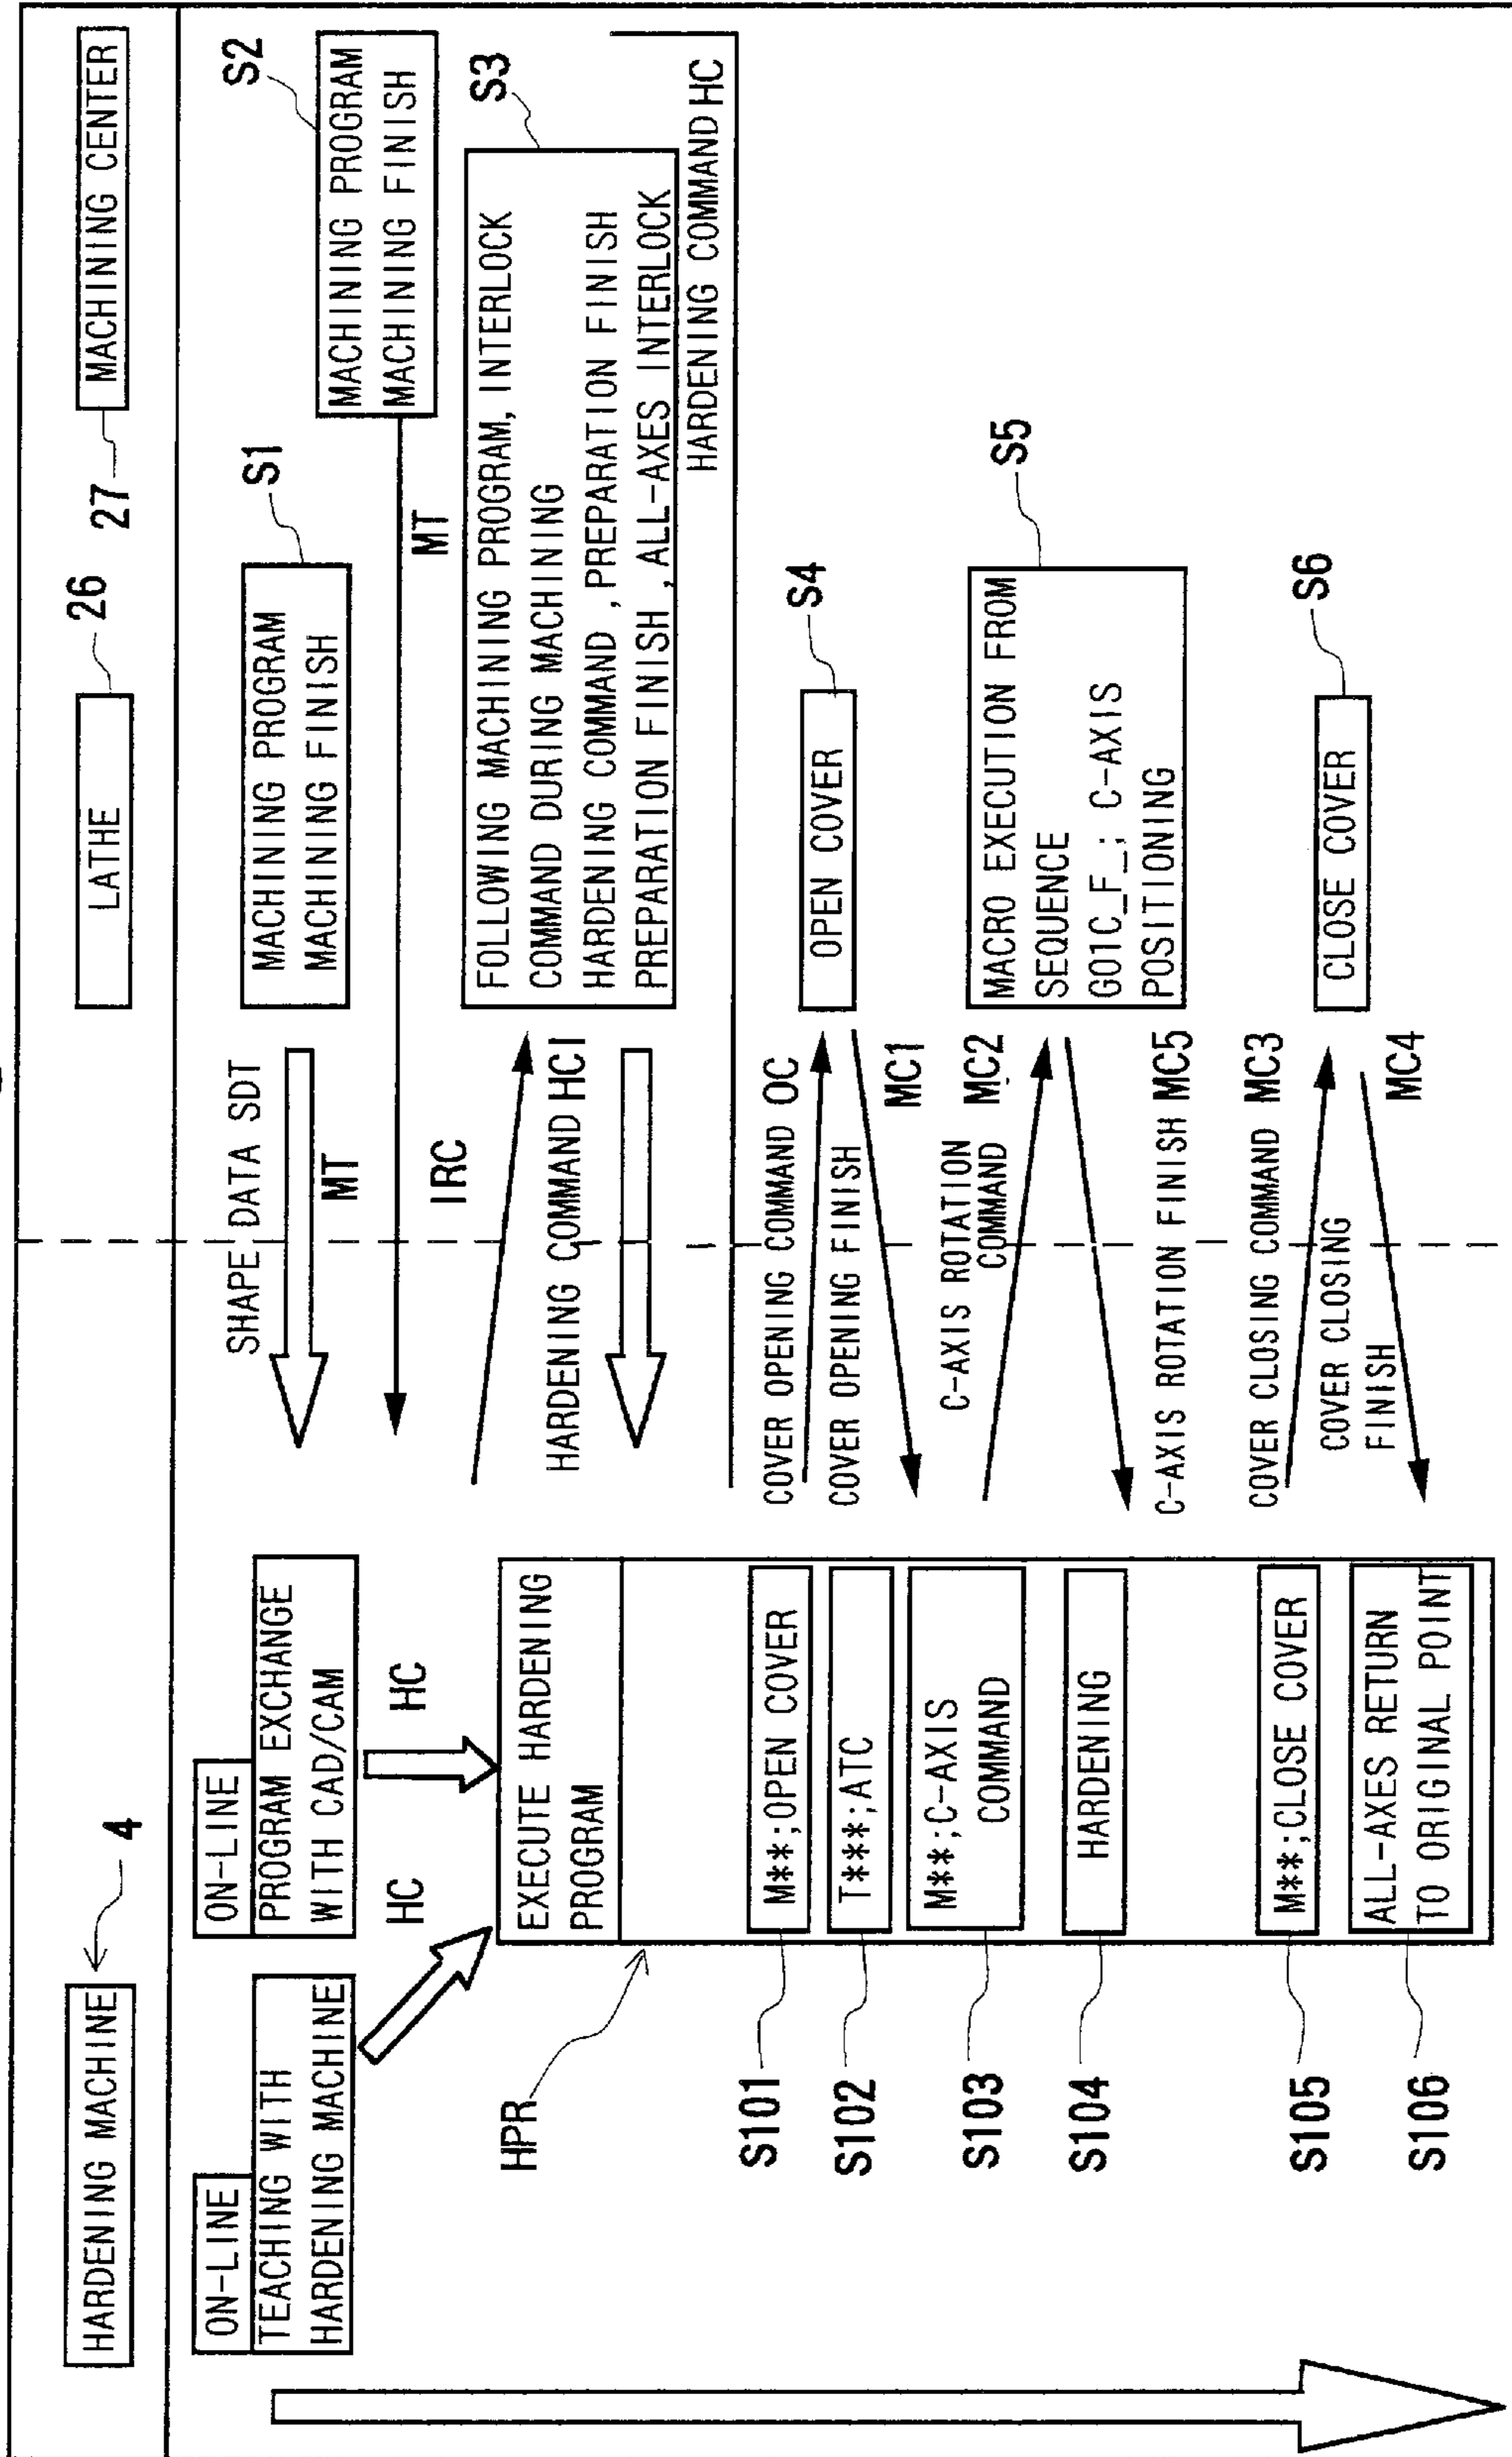 HARDENING MACHINE
4
LATHE
26
27
MACHINING CENTER
ON-LINE
TEACHING WITH
HARDENING MACHINE
ON-LINE
PROGRAM EXCHANGE
WITH CAD/CAM
HC
HC
SHAPE DATA SDT
MT
MACHINING PROGRAM
MACHINING FINISH
S1
MACHINING PROGRAM
MACHINING FINISH
S2
MT
IRC
HPR
EXECUTE HARDENING
PROGRAM
HARDENING COMMAND HCI
FOLLOWING MACHINING PROGRAM, INTERLOCK
COMMAND DURING MACHINING
HARDENING COMMAND ,PREPARATION FINISH
PREPARATION FINISH ,ALL-AXES INTERLOCK
S3
HARDENING COMMAND HC
S101
M**;OPEN COVER
COVER OPENING COMMAND OC
COVER OPENING FINISH
MC1
OPEN COVER
S4
S102
T***;ATC
S103
M**;C-AXIS
COMMAND
C-AXIS ROTATION
COMMAND
MC2
MACRO EXECUTION FROM
SEQUENCE
G01C_F_; C-AXIS
POSITIONING
S5
S104
HARDENING
C-AXIS ROTATION FINISH MC5
S105
M**;CLOSE COVER
COVER CLOSING COMMAND MC3
COVER CLOSING
FINISH
MC4
CLOSE COVER
S6
S106
ALL-AXES RETURN
TO ORIGINAL POINT